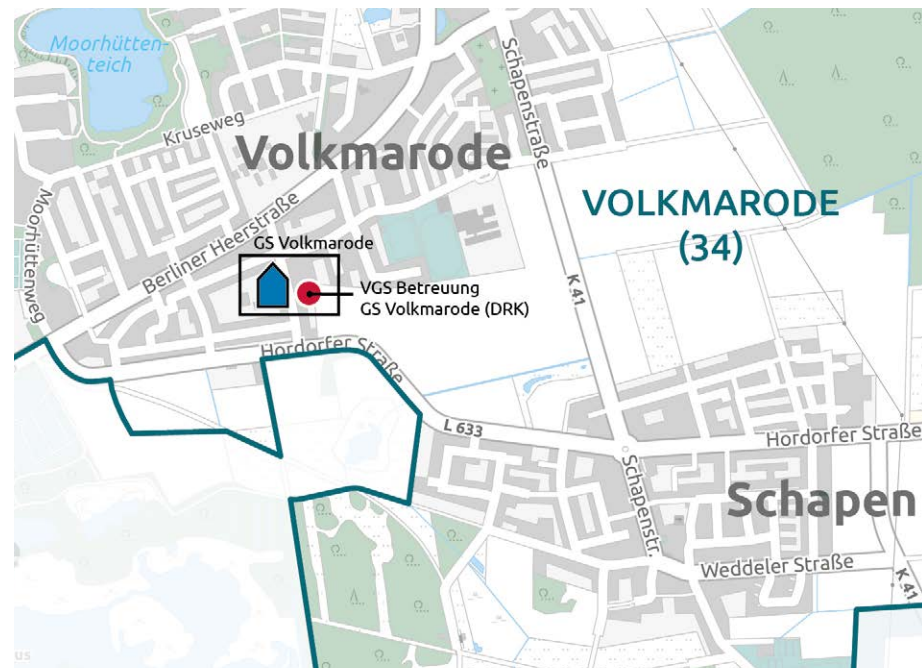 Moorhütten-
teich
Kruseweg
Schapenstraße
Volkmarode
Moorhüttenweg
Berliner Heerstraße
VOLKMARODE
(34)
GS Volkmarode
VGS Betreuung
GS Volkmarode (DRK)
K 41
Hordorfer Straße
L 633
Hordorfer Straße
Schapenstr.
Schapen
Weddeler Straße
K 41
us